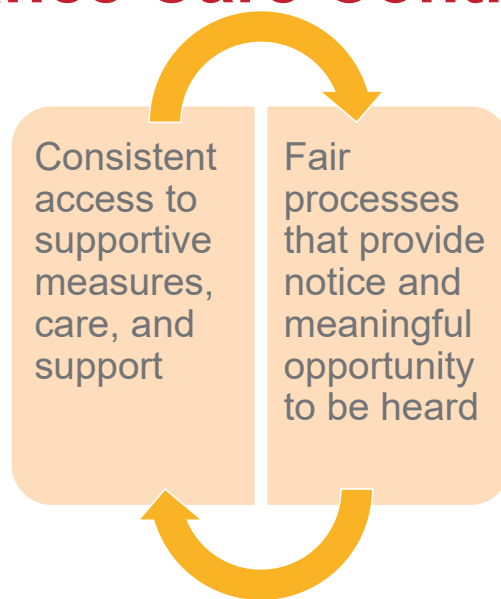 Consistent
access to
supportive
measures,
care, and
support
Fair
processes
that provide
notice and
meaningful
opportunity
to be heard